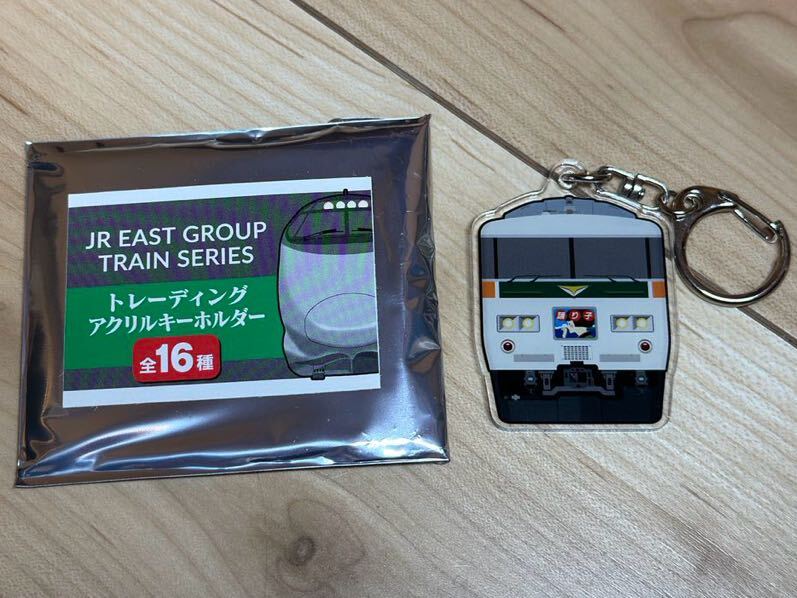 JR EAST GROUP
TRAIN SERIES
トレーディング
アクリルキーホルダー
全16種
踊り子